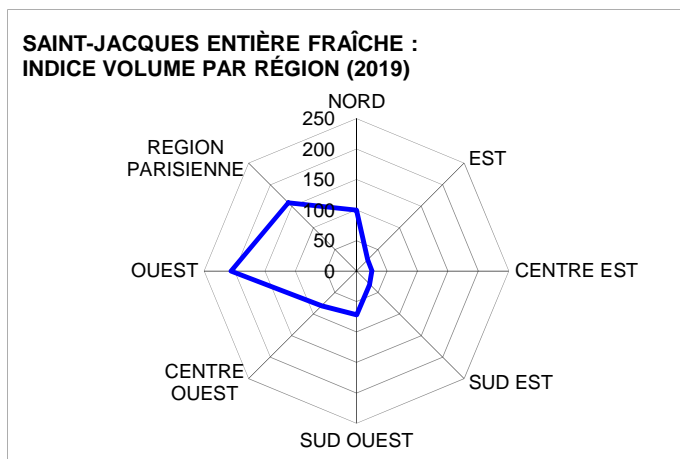 SAINT-JACQUES ENTIÈRE FRAÎCHE :
INDICE VOLUME PAR RÉGION (2019)
NORD
250
200
150
100
50
0
EST
CENTRE EST
SUD EST
SUD OUEST
CENTRE
OUEST
OUEST
REGION
PARISIENNE